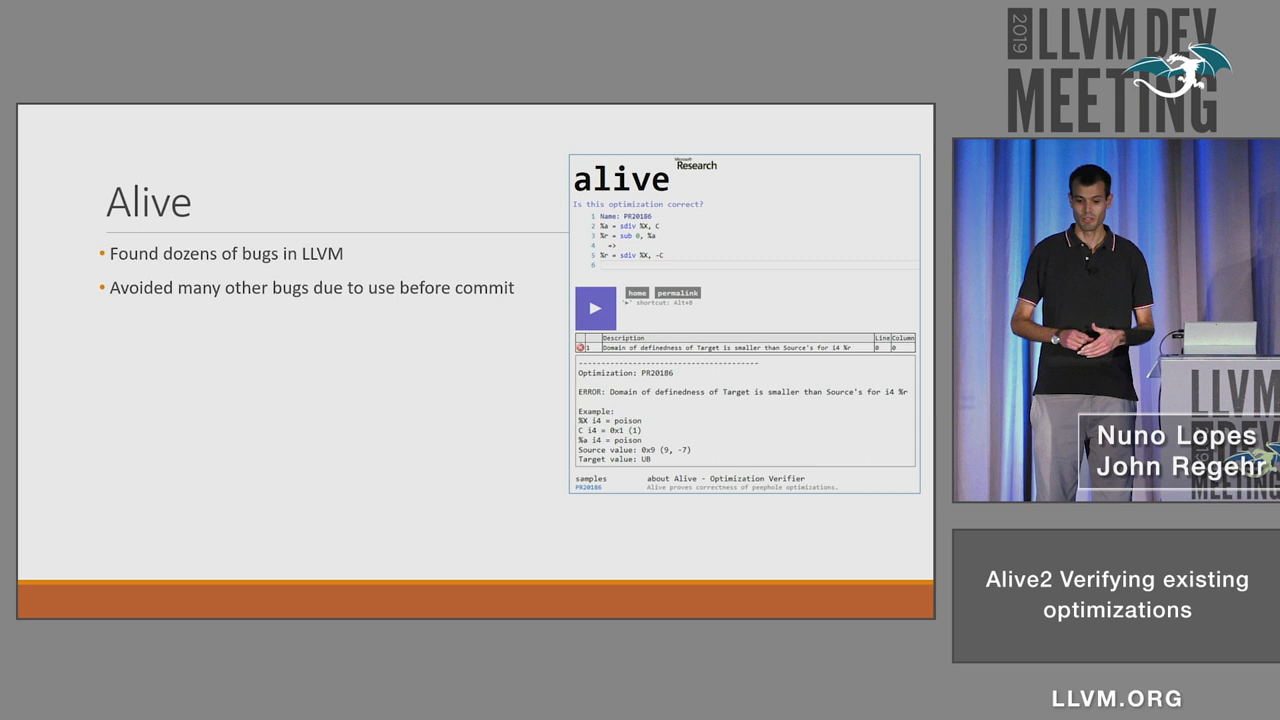 2019
LLVM DEV
MEETING
Alive
• Found dozens of bugs in LLVM
• Avoided many other bugs due to use before commit
alive
Microsoft
Research
Is this optimization correct?
1 Name: PR20186
2 %a = sdiv %X, C
3 %r = sub 0, %a
4 =>
5 %r = sdiv %X, -C
6
home permalink
'►' shortcut: Alt+B
Description Line Column
1 Domain of definedness of Target is smaller than Source's for i4 %r 0 0
----------------------------------------
Optimization: PR20186
ERROR: Domain of definedness of Target is smaller than Source's for i4 %r
Example:
%X i4 = poison
C i4 = 0x1 (1)
%a i4 = poison
Source value: 0x9 (9, -7)
Target value: UB
samples about Alive - Optimization Verifier
PR20186 Alive proves correctness of peephole optimizations.
LLVM
Nuno Lopes
John Regehr
MEETING
Alive2 Verifying existing
optimizations
LLVM.ORG